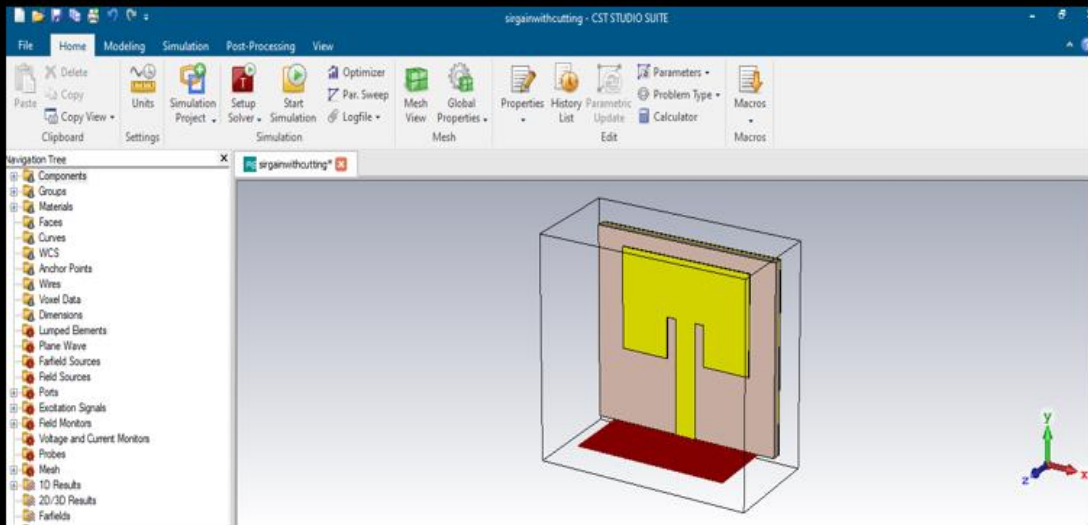 sirgainwithcutting - CST STUDIO SUITE
File Home Modeling Simulation Post-Processing View
Paste
Delete
Copy
Copy View
Clipboard
Units
Settings
Simulation Project
Setup Solver
Start Simulation
Optimizer
Par. Sweep
Logfile
Simulation
Mesh View
Global Properties
Mesh
Properties
History List
Parametric Update
Parameters
Problem Type
Calculator
Edit
Macros
Macros
Navigation Tree
sirgainwithcutting*
Components
Groups
Materials
Faces
Curves
WCS
Anchor Points
Wires
Voxel Data
Dimensions
Lumped Elements
Plane Wave
Farfield Sources
Field Sources
Ports
Excitation Signals
Field Monitors
Voltage and Current Monitors
Probes
Mesh
1D Results
2D/3D Results
Farfields
y
z
x